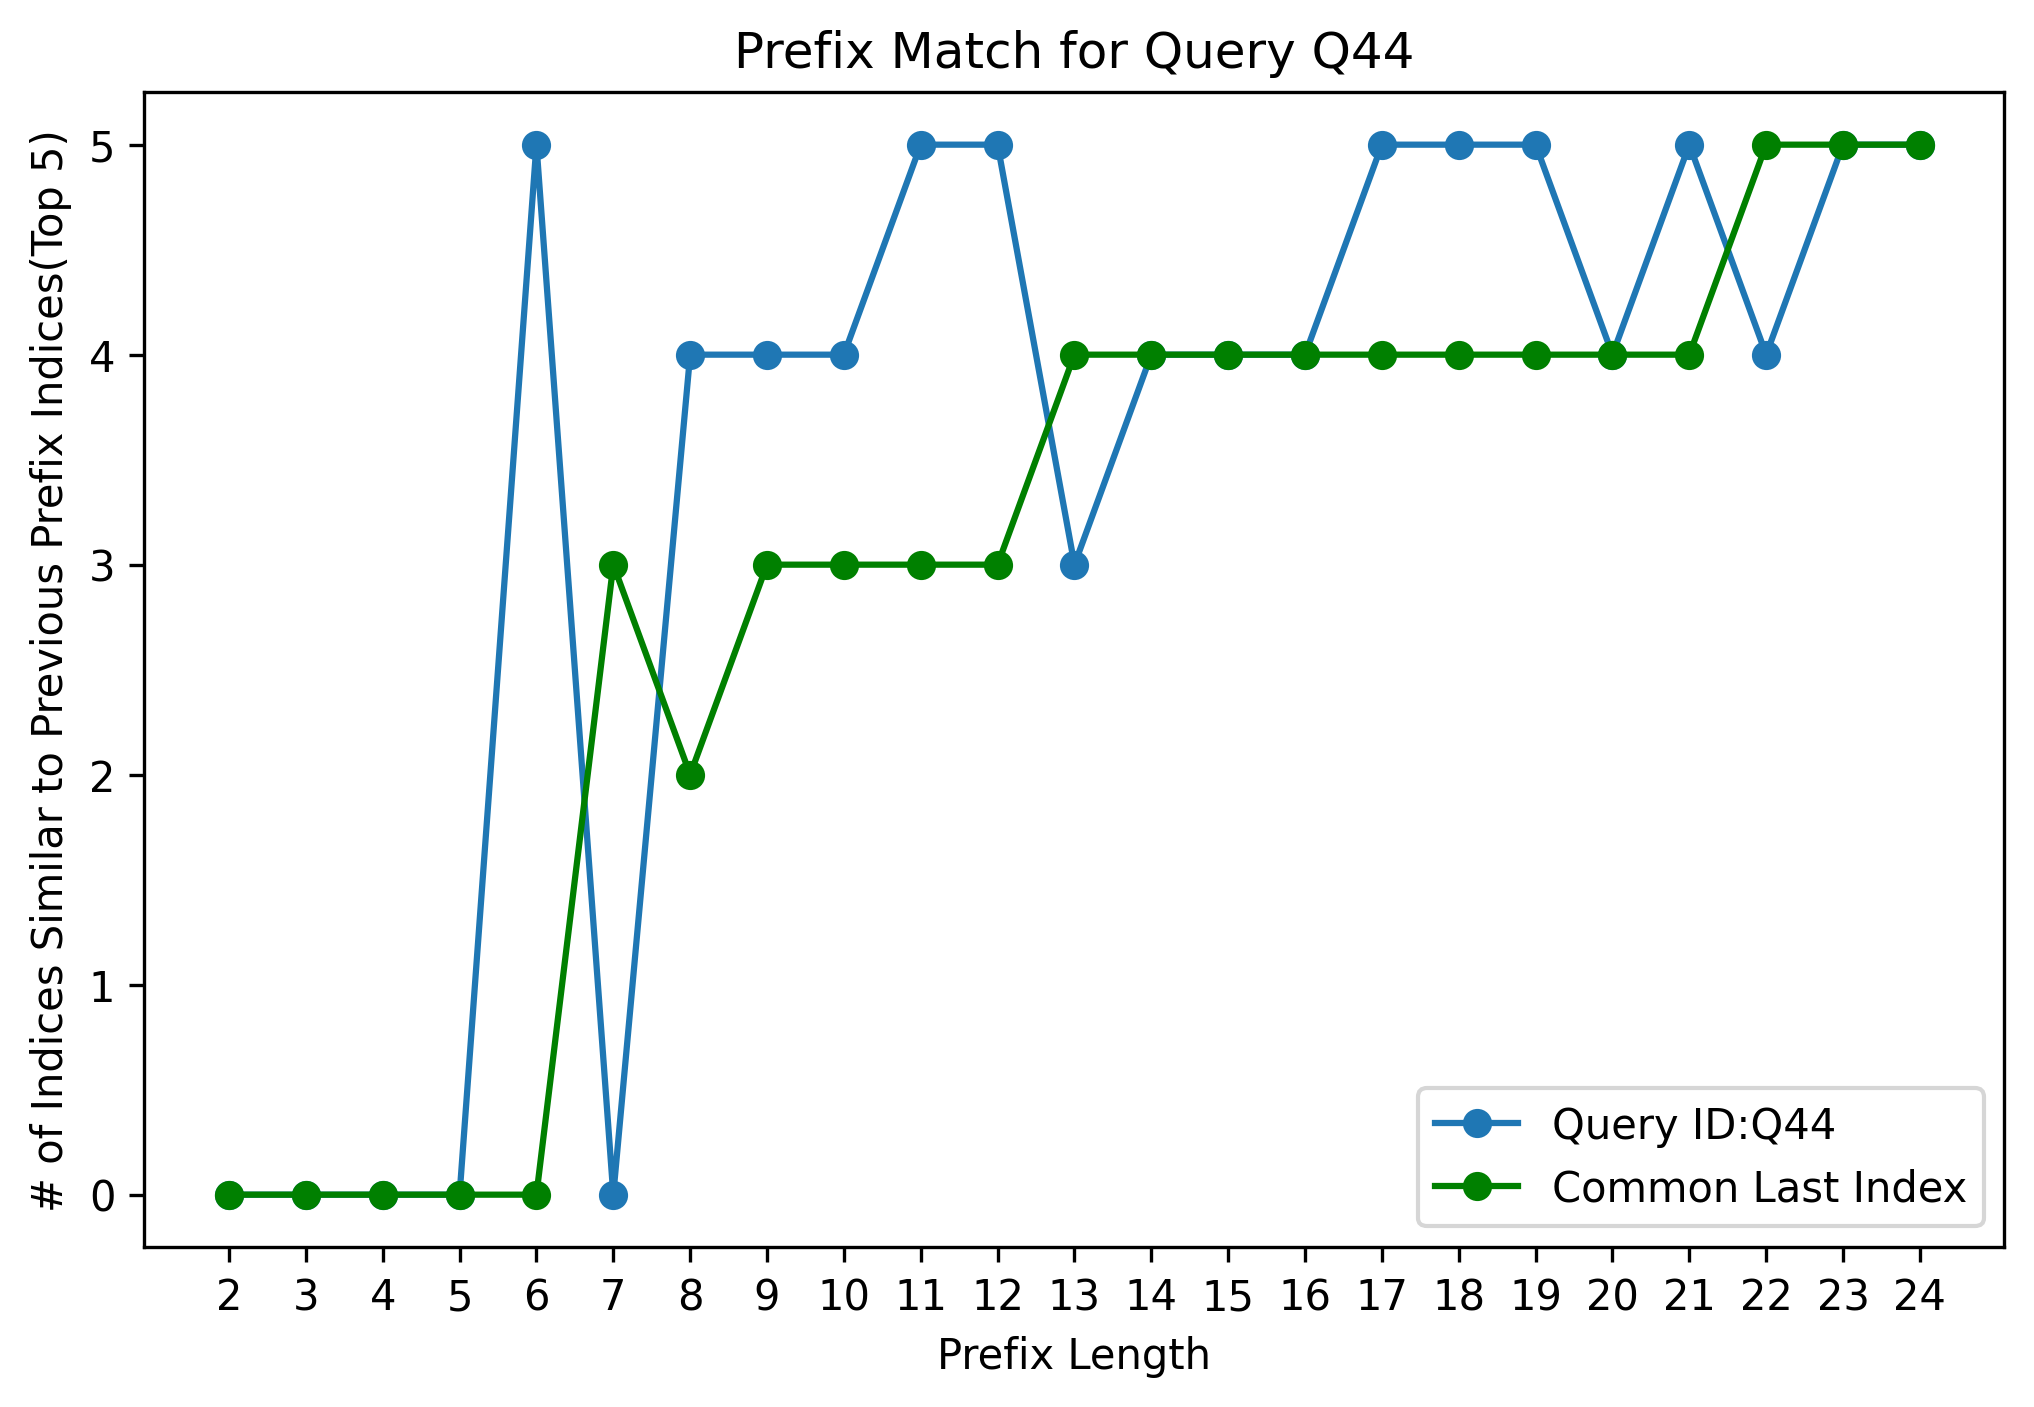 Prefix Match for Query Q44
# of Indices Similar to Previous Prefix Indices(Top 5)
5
4
3
2
1
0
2 3 4 5 6 7 8 9 10 11 12 13 14 15 16 17 18 19 20 21 22 23 24
Prefix Length
Query ID:Q44
Common Last Index